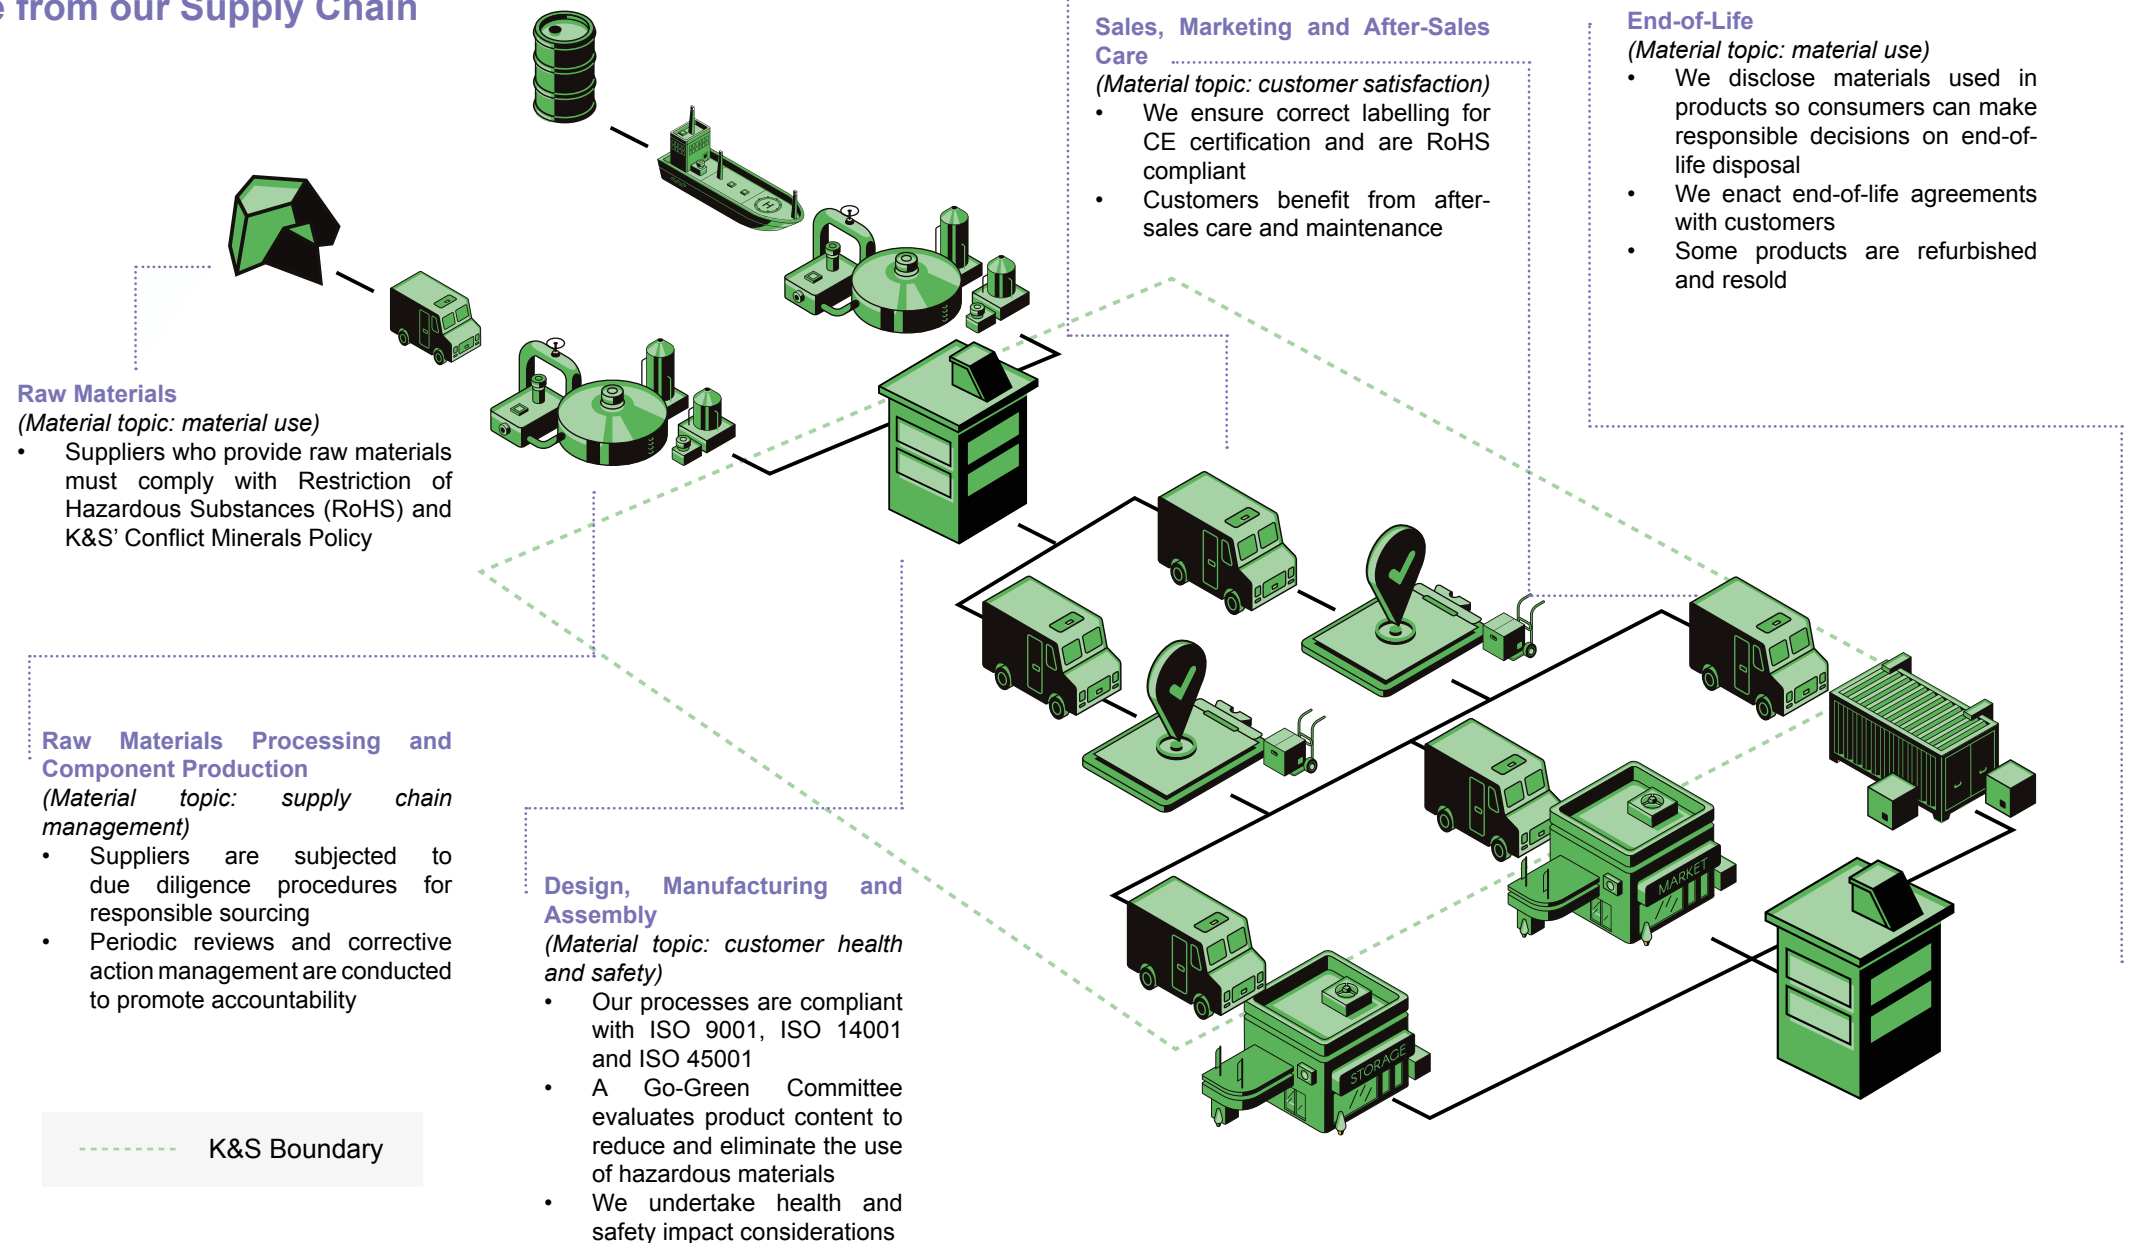 e from our Supply Chain
Sales, Marketing and After-Sales
Care
(Material topic: customer satisfaction)
• We ensure correct labelling for
CE certification and are RoHS
compliant
• Customers benefit from after-
sales care and maintenance
End-of-Life
(Material topic: material use)
• We disclose materials used in
products so consumers can make
responsible decisions on end-of-
life disposal
• We enact end-of-life agreements
with customers
• Some products are refurbished
and resold
Raw Materials
(Material topic: material use)
• Suppliers who provide raw materials
must comply with Restriction of
Hazardous Substances (RoHS) and
K&S’ Conflict Minerals Policy
Raw Materials Processing and
Component Production
(Material topic: supply chain
management)
• Suppliers are subjected to
due diligence procedures for
responsible sourcing
• Periodic reviews and corrective
action management are conducted
to promote accountability
Design, Manufacturing and
Assembly
(Material topic: customer health
and safety)
• Our processes are compliant
with ISO 9001, ISO 14001
and ISO 45001
• A Go-Green Committee
evaluates product content to
reduce and eliminate the use
of hazardous materials
• We undertake health and
safety impact considerations
H
MARKET
STORAGE
K&S Boundary